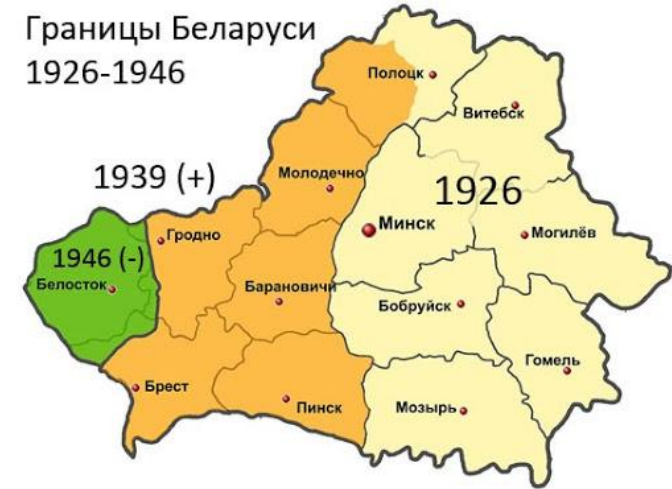 Границы Беларуси
1926-1946
Полоцк
Витебск
1939 (+)
Молодечно
1926
Минск
Могилёв
Гродно
1946 (-)
Белосток
Барановичи
Бобруйск
Гомель
Брест
Пинск
Мозырь